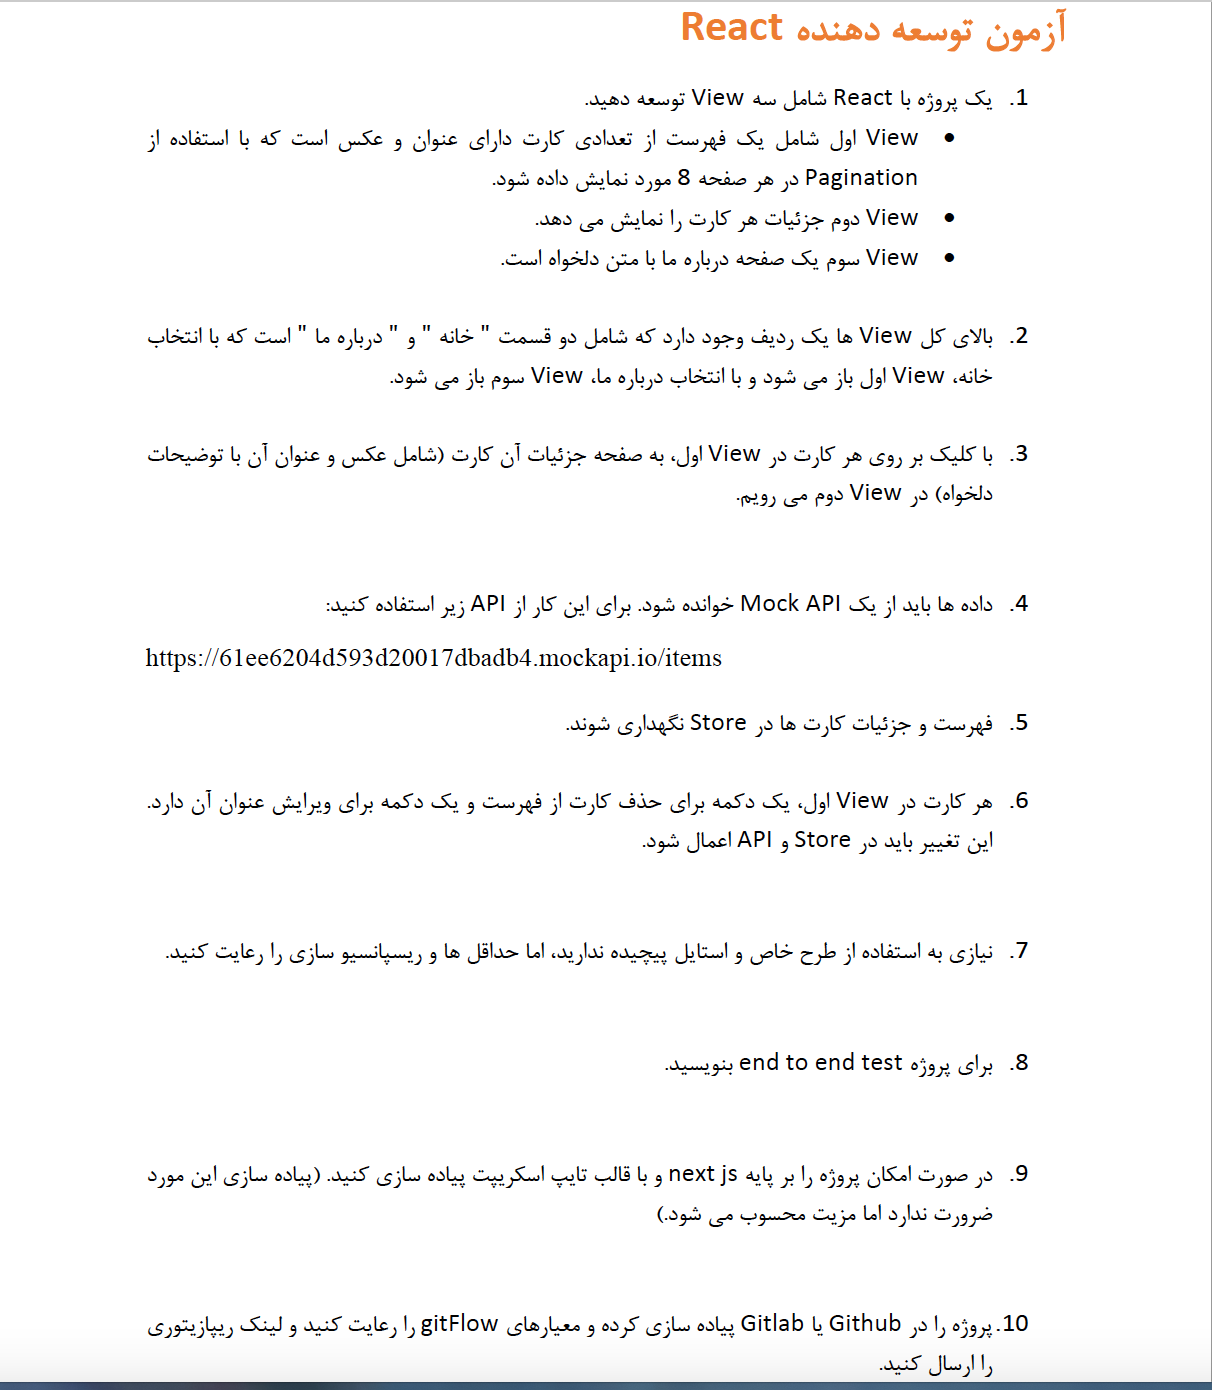 آزمون توسعه دهنده React
1. یک پروژه با React شامل سه View توسعه دهید.
● View اول شامل یک فهرست از تعدادی کارت دارای عنوان و عکس است که با استفاده از
Pagination در هر صفحه 8 مورد نمایش داده شود.
● View دوم جزئیات هر کارت را نمایش می دهد.
● View سوم یک صفحه درباره ما با متن دلخواه است.
2. بالای کل View ها یک ردیف وجود دارد که شامل دو قسمت " خانه " و " درباره ما " است که با انتخاب
خانه، View اول باز می شود و با انتخاب درباره ما، View سوم باز می شود.
3. با کلیک بر روی هر کارت در View اول، به صفحه جزئیات آن کارت (شامل عکس و عنوان آن با توضیحات
دلخواه) در View دوم می رویم.
4. داده ها باید از یک Mock API خوانده شود. برای این کار از API زیر استفاده کنید:
https://61ee6204d593d20017dbadb4.mockapi.io/items
5. فهرست و جزئیات کارت ها در Store نگهداری شوند.
6. هر کارت در View اول، یک دکمه برای حذف کارت از فهرست و یک دکمه برای ویرایش عنوان آن دارد.
این تغییر باید در Store و API اعمال شود.
7. نیازی به استفاده از طرح خاص و استایل پیچیده ندارید، اما حداقل ها و ریسپانسیو سازی را رعایت کنید.
8. برای پروژه end to end test بنویسید.
9. در صورت امکان پروژه را بر پایه next js و با قالب تایپ اسکریپت پیاده سازی کنید. (پیاده سازی این مورد
ضرورت ندارد اما مزیت محسوب می شود.)
10. پروژه را در Github یا Gitlab پیاده سازی کرده و معیارهای gitFlow را رعایت کنید و لینک ریپازیتوری
را ارسال کنید.